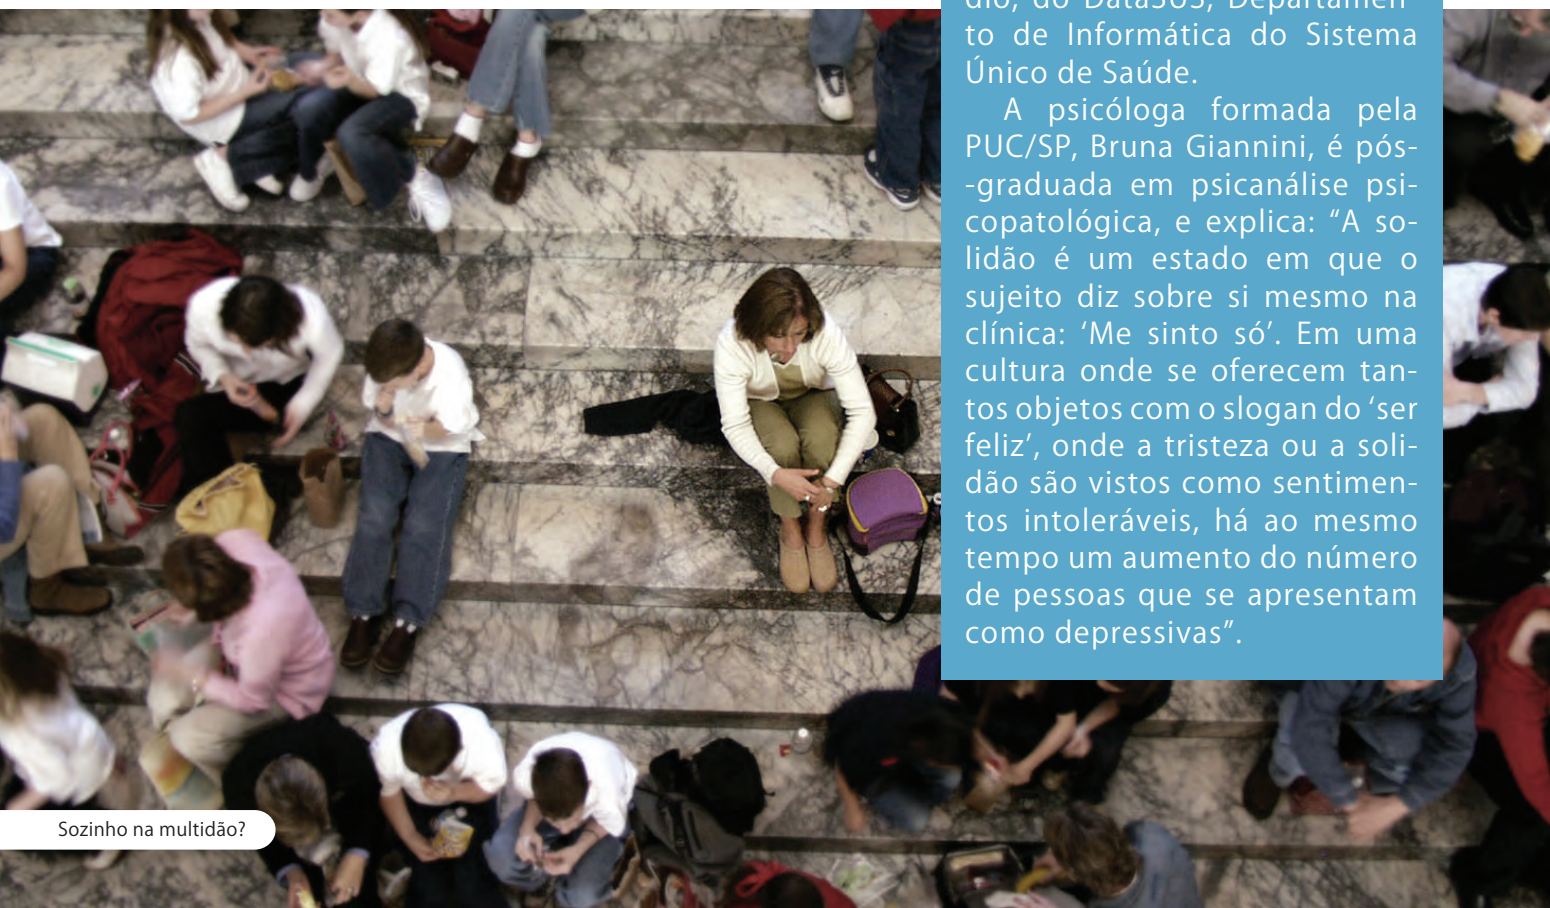 dio, do DataSUS, Departamen-
to de Informática do Sistema
Único de Saúde.
A psicóloga formada pela
PUC/SP, Bruna Giannini, é pós-
-graduada em psicanálise psi-
copatológica, e explica: “A so-
lidão é um estado em que o
sujeito diz sobre si mesmo na
clínica: ‘Me sinto só’. Em uma
cultura onde se oferecem tan-
tos objetos com o slogan do ‘ser
feliz’, onde a tristeza ou a soli-
dão são vistos como sentimen-
tos intoleráveis, há ao mesmo
tempo um aumento do número
de pessoas que se apresentam
como depressivas”.
Sozinho na multidão?